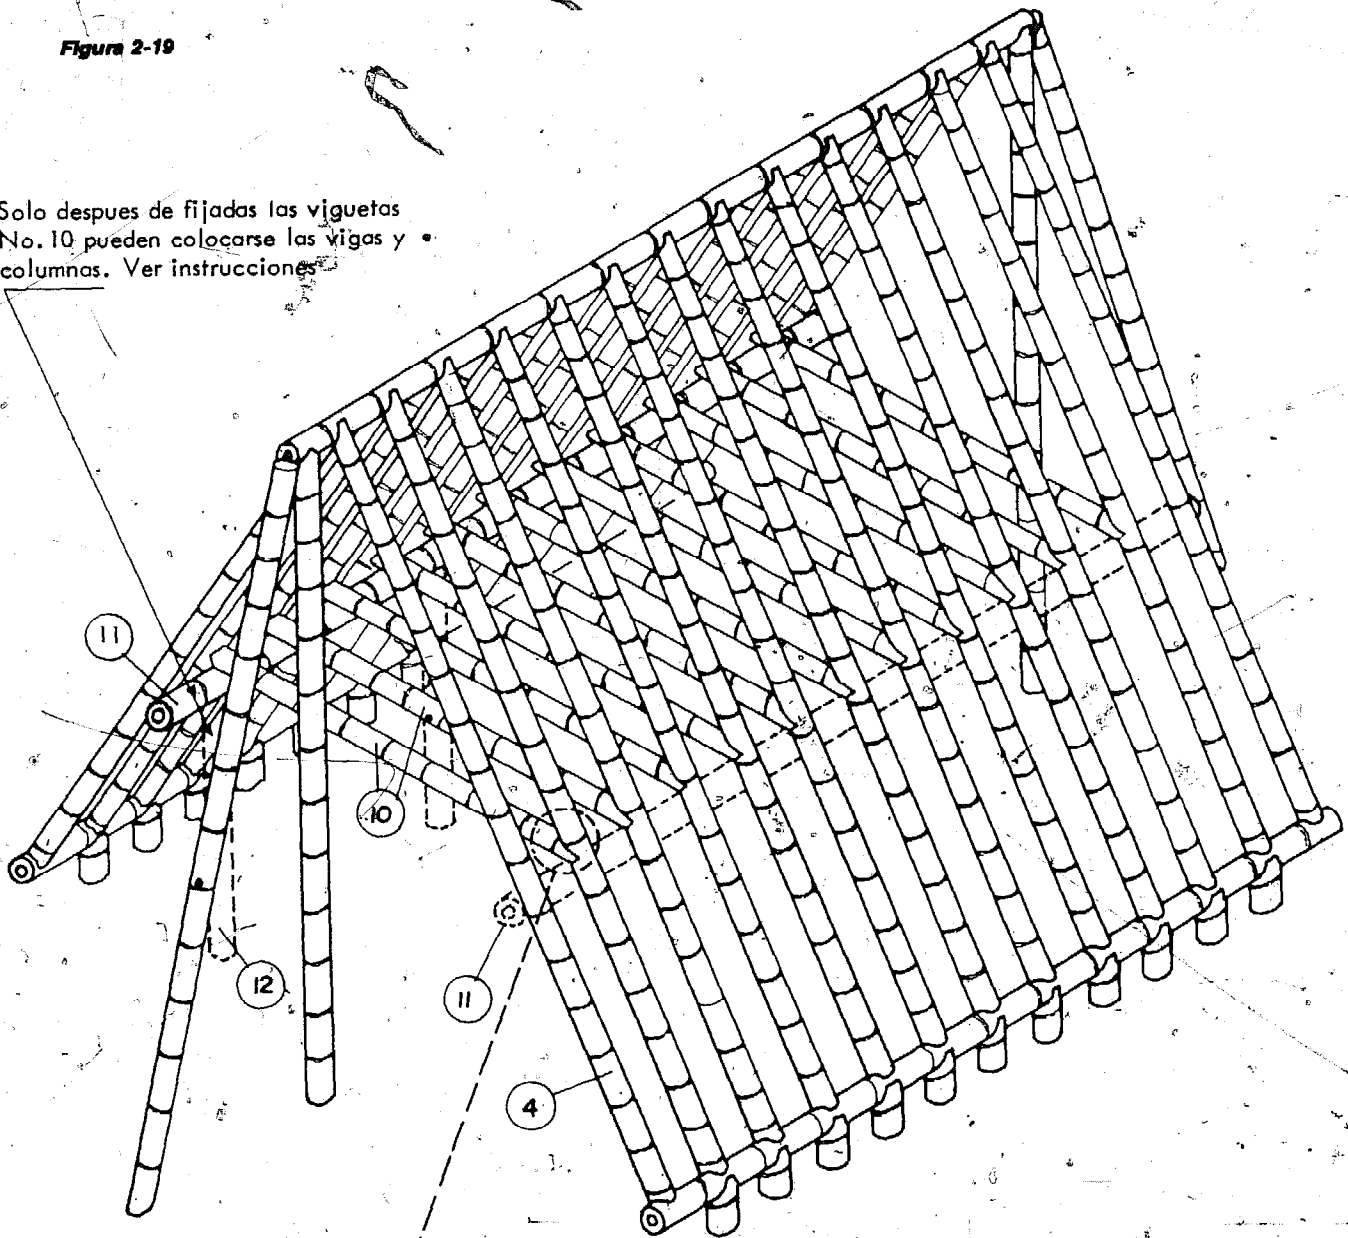 Figura 2-19
Solo despues de fijadas las viguetas
No. 10 pueden colocarse las vigas y
columnas. Ver instrucciones
11
10
12
11
4